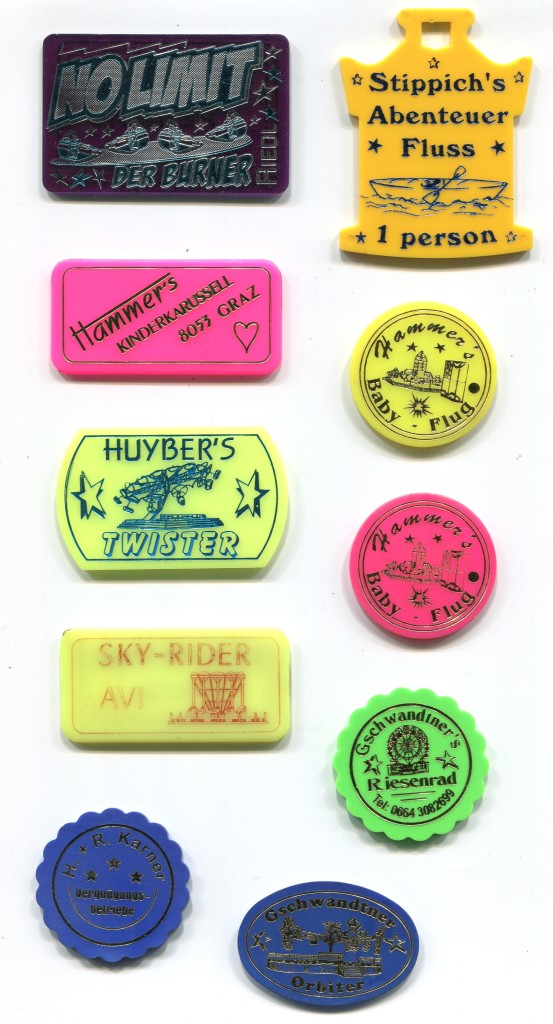 NO LIMIT
DER BURNER
RIEDL
Stippich's
Abenteuer
Fluss
1 person
Hammer's
KINDERKARUSSELL
8053 GRAZ
Hammer's
Baby - Flug
HUYBER'S
TWISTER
Hammer's
Baby - Flug
SKY-RIDER
AVI
Gschwandtner's
Riesenrad
Tel: 0664 3082699
H. + R. Karner
Vergnügungs-
betriebe
Gschwandtner
Orbiter